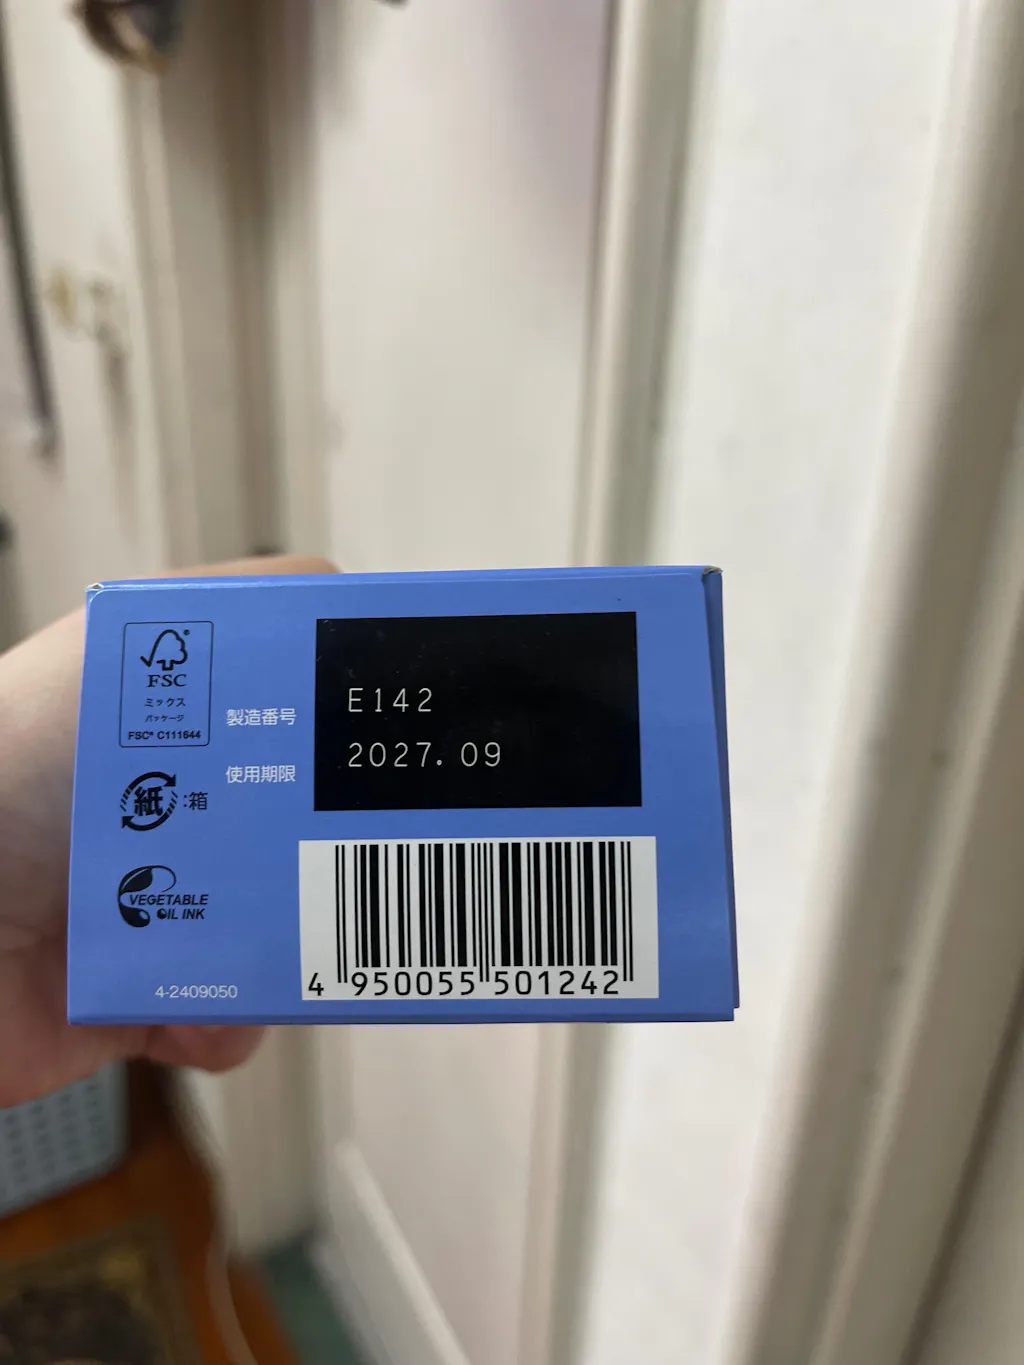 FSC
ミックス
パッケージ
FSC® C111644
製造番号
E142
使用期限
2027.09
紙:箱
VEGETABLE
OIL INK
4-2409050
4 950055 501242